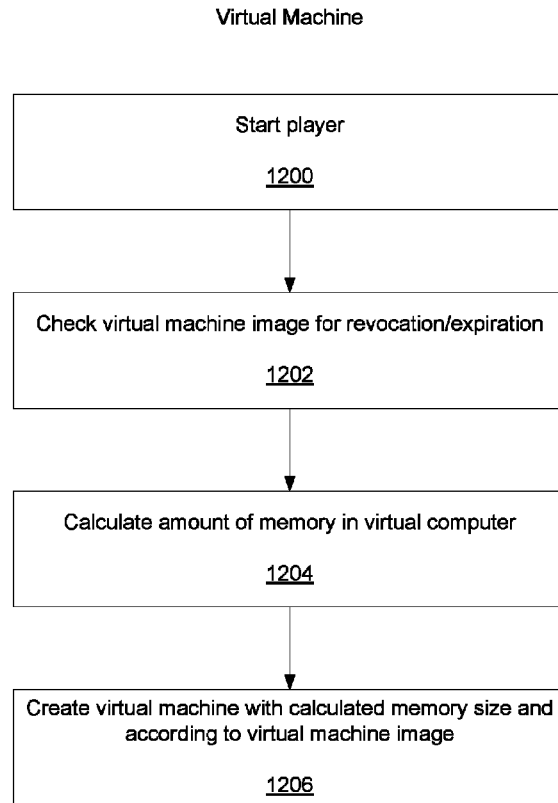 Virtual Machine
Start player
1200
Check virtual machine image for revocation/expiration
1202
Calculate amount of memory in virtual computer
1204
Create virtual machine with calculated memory size and
according to virtual machine image
1206